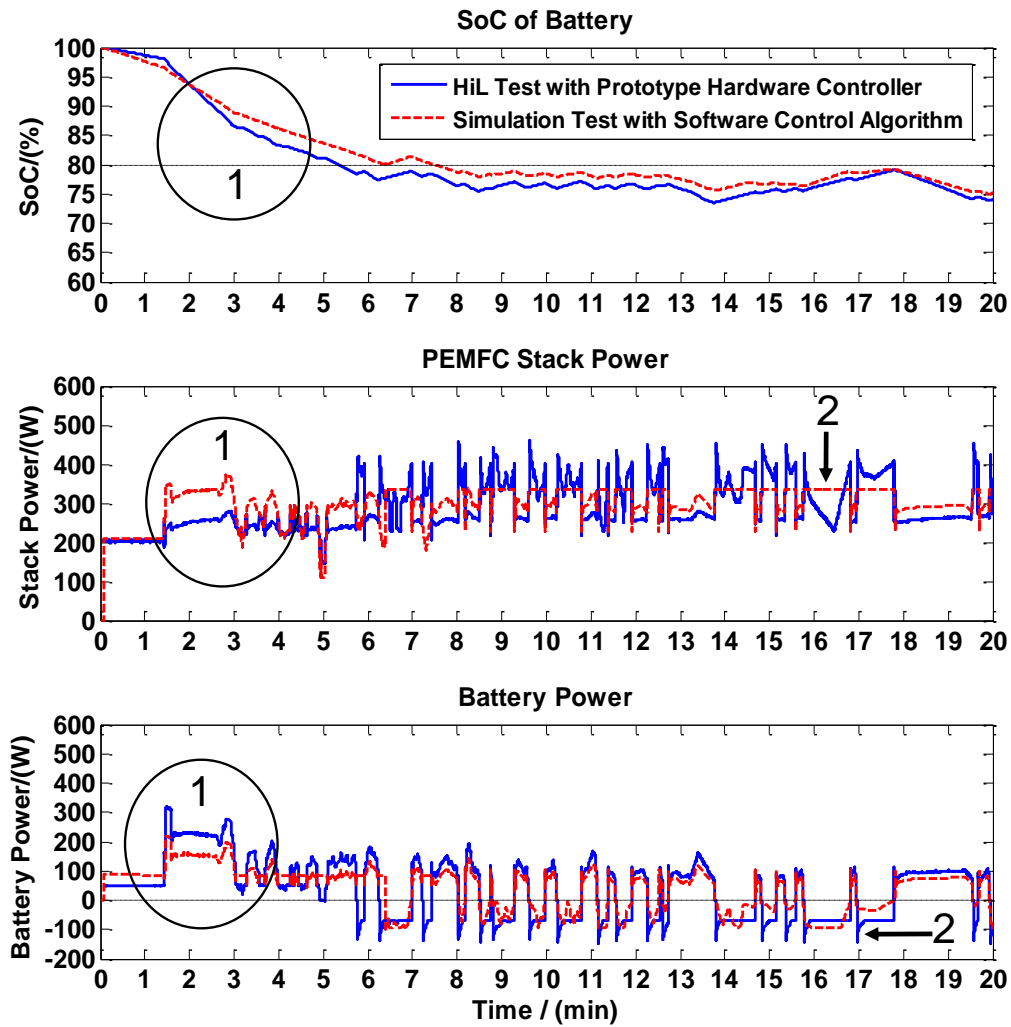 SoC of Battery
SoC/(%)
100
95
90
85
80
75
70
65
60
HiL Test with Prototype Hardware Controller
Simulation Test with Software Control Algorithm
1
0 1 2 3 4 5 6 7 8 9 10 11 12 13 14 15 16 17 18 19 20
PEMFC Stack Power
Stack Power/(W)
600
500
400
300
200
100
0
1
2
0 1 2 3 4 5 6 7 8 9 10 11 12 13 14 15 16 17 18 19 20
Battery Power
Battery Power/(W)
600
500
400
300
200
100
0
-100
-200
1
2
0 1 2 3 4 5 6 7 8 9 10 11 12 13 14 15 16 17 18 19 20
Time / (min)